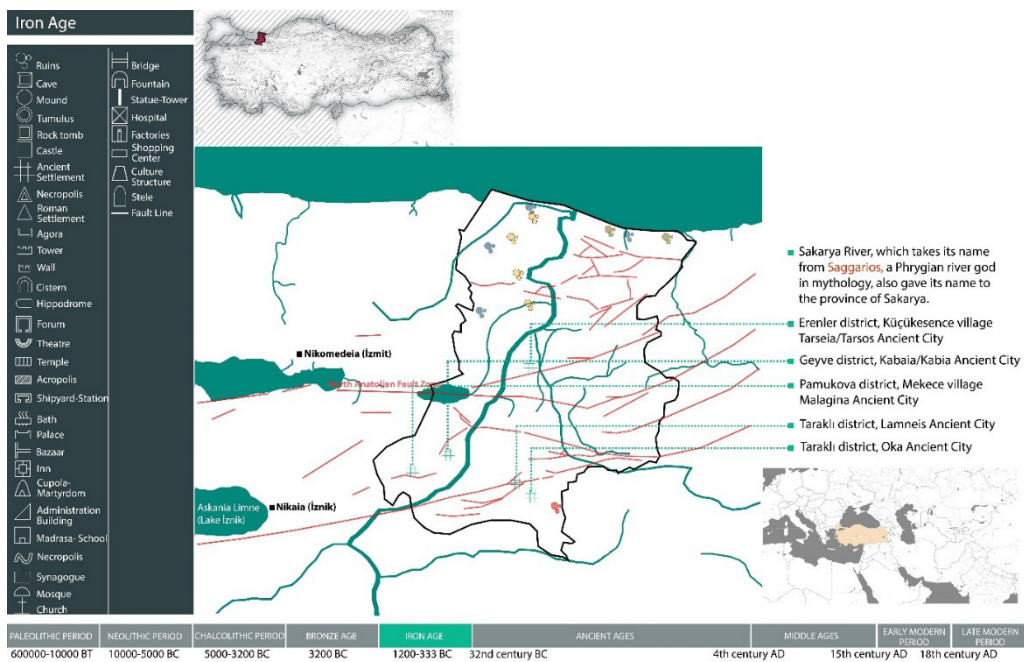 Iron Age
Ruins
Cave
Mound
Tumulus
Rock tomb
Castle
Ancient
Settlement
Necropolis
Roman
Settlement
Agora
Tower
Wall
Cistern
Hippodrome
Forum
Theatre
Temple
Acropolis
Shipyard-Station
Bath
Palace
Bazaar
Inn
Cupola-
Martyrdom
Administration
Building
Madrasa- School
Necropolis
Synagogue
Mosque
Church
Bridge
Fountain
Statue-Tower
Hospital
Factories
Shopping
Center
Culture
Structure
Stele
Fault Line
Nikomedeia (İzmit)
North Anatolian Fault Zone
Askania Limne
(Lake İznik)
Nikaia (İznik)
Sakarya River, which takes its name
from Saggarios, a Phrygian river god
in mythology, also gave its name to
the province of Sakarya.
Erenler district, Küçükesence village
Tarseia/Tarsos Ancient City
Geyve district, Kabaia/Kabia Ancient City
Pamukova district, Mekece village
Malagina Ancient City
Taraklı district, Lamneis Ancient City
Taraklı district, Oka Ancient City
PALEOLITHIC PERIOD
NEOLITHIC PERIOD
CHALCOLITHIC PERIOD
BRONZE AGE
IRON AGE
ANCIENT AGES
MIDDLE AGES
EARLY MODERN
PERIOD
LATE MODERN
PERIOD
600000-10000 BT
10000-5000 BC
5000-3200 BC
3200 BC
1200-333 BC
32nd century BC
4th century AD
15th century AD
18th century AD